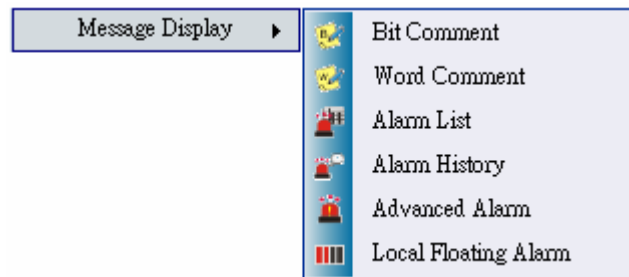 Message Display
Bit Comment
Word Comment
Alarm List
Alarm History
Advanced Alarm
Local Floating Alarm